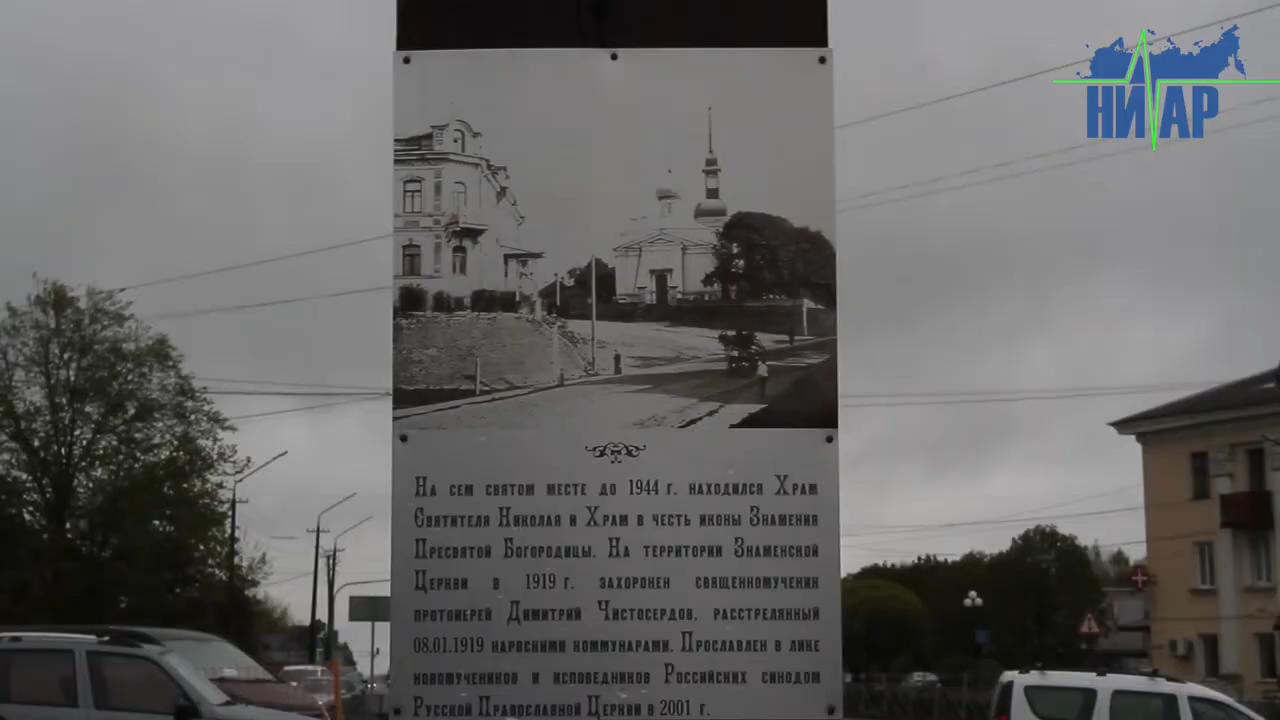 НИАР
На сем святом месте до 1944 г. находился Храм
Святителя Николая и Храм в честь иконы Знамения
Пресвятой Богородицы. На территории Знаменской
Церкви в 1919 г. захоронен священномученик
протоиерей Димитрий Чистосердов, расстрелянный
08.01.1919 нарвскими коммунарами. Прославлен в лике
новомучеников и исповедников Российских синодом
Русской Православной Церкви в 2001 г.